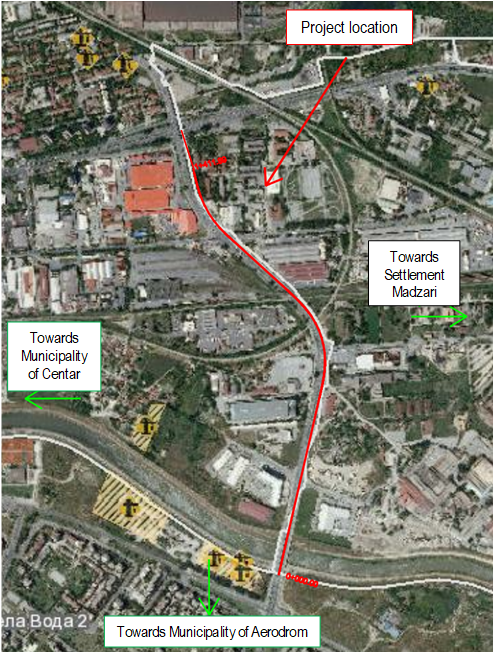 Project location
Towards
Settlement
Madzari
Towards
Municipality
of Centar
ела Вода 2
Towards Municipality of Aerodrom